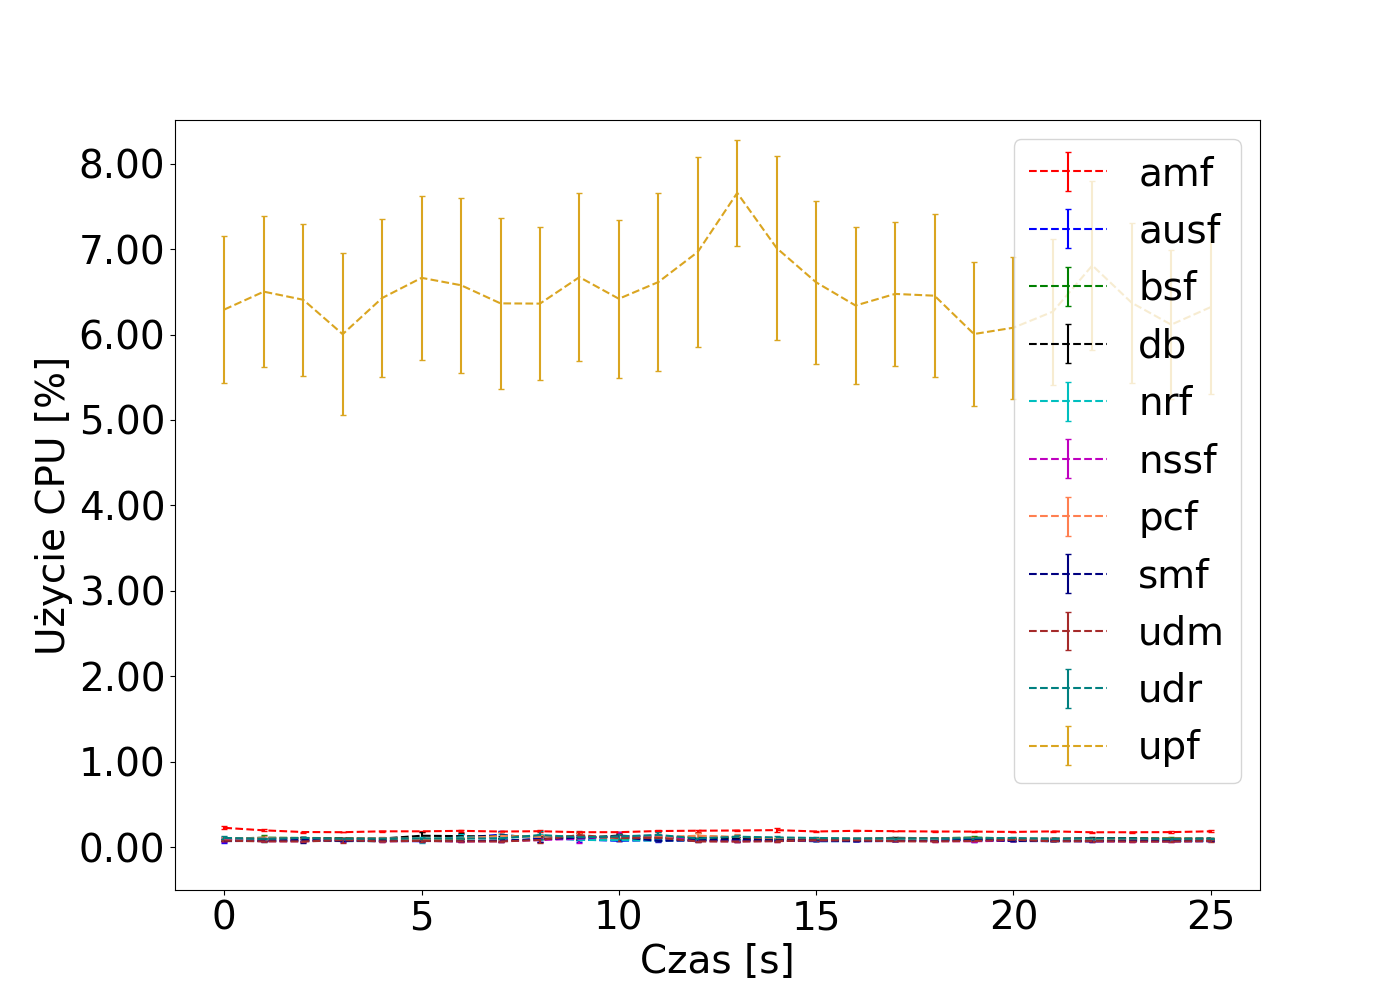 Użycie CPU [%]
8.00
7.00
6.00
5.00
4.00
3.00
2.00
1.00
0.00
0 5 10 15 20 25
Czas [s]
amf
ausf
bsf
db
nrf
nssf
pcf
smf
udm
udr
upf